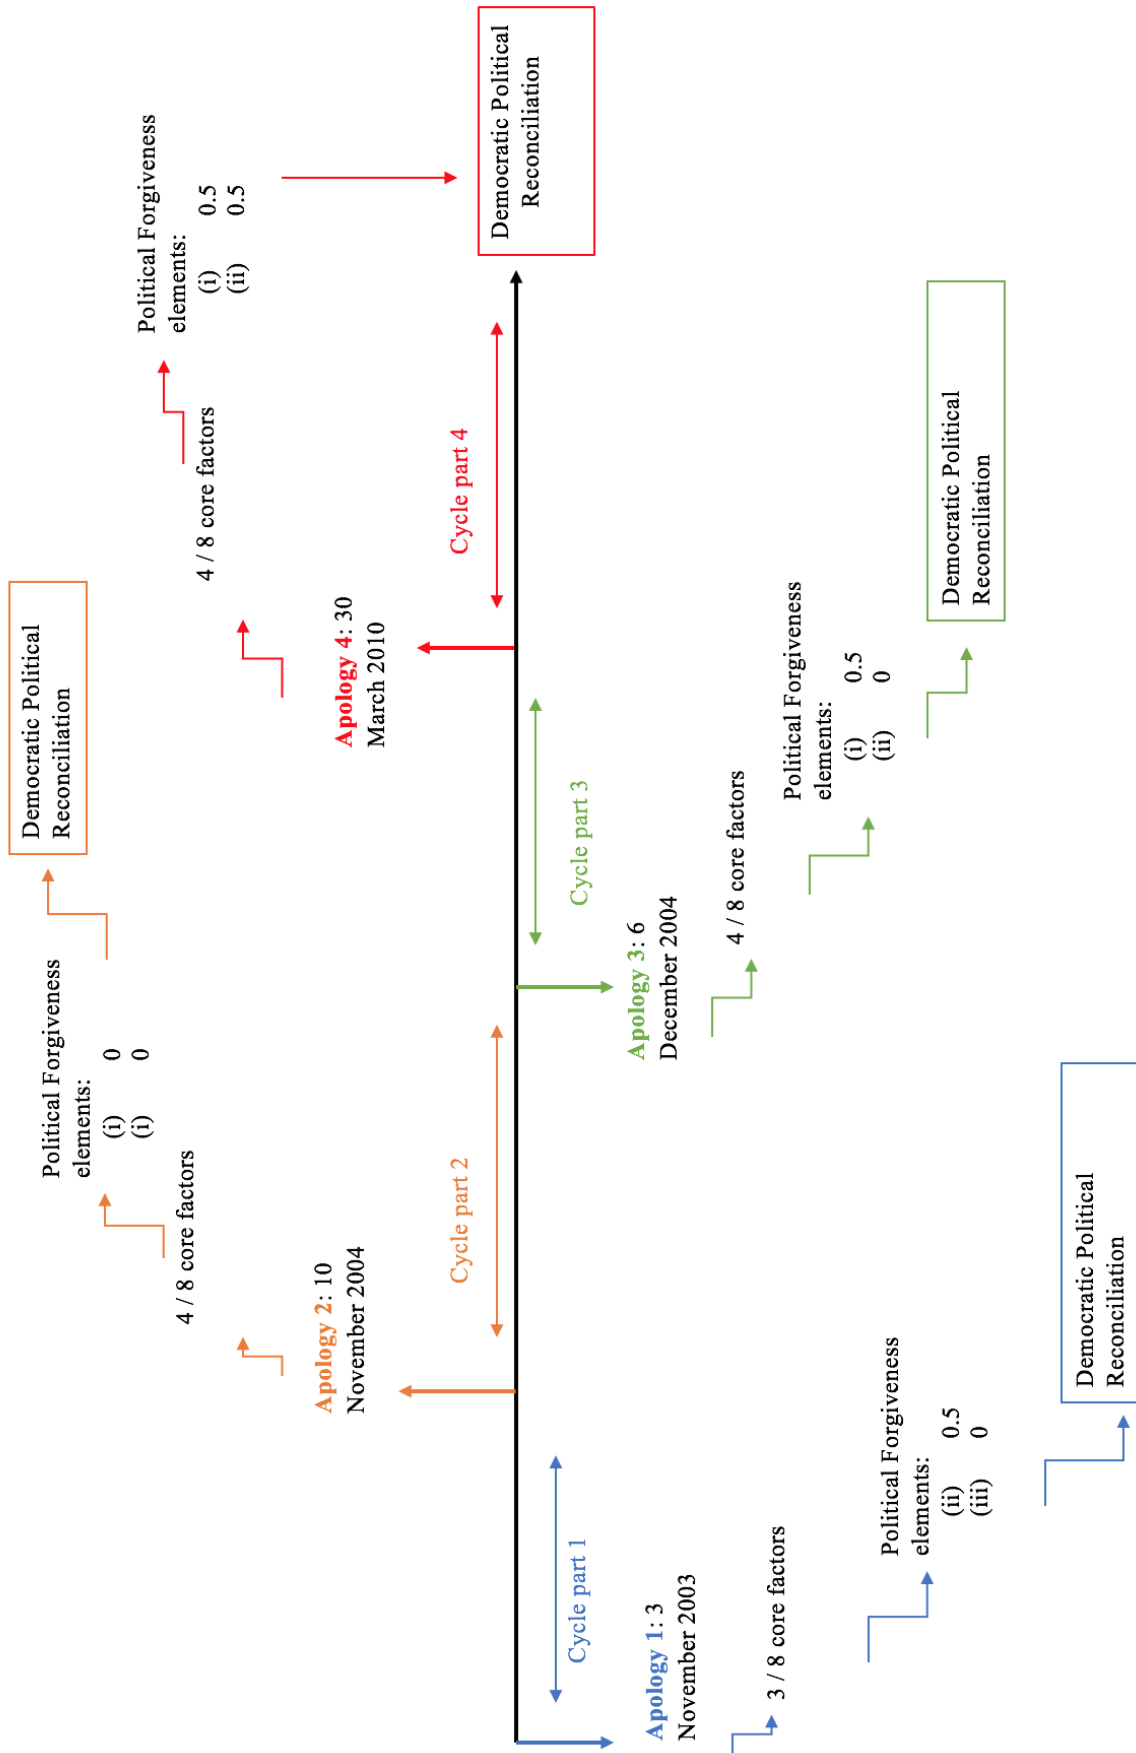 Apology 1: 3
November 2003
3 / 8 core factors
Political Forgiveness
elements:
(ii) 0.5
(iii) 0
Democratic Political
Reconciliation
Cycle part 1
Apology 2: 10
November 2004
4 / 8 core factors
Political Forgiveness
elements:
(i) 0
(i) 0
Democratic Political
Reconciliation
Cycle part 2
Apology 3: 6
December 2004
4 / 8 core factors
Political Forgiveness
elements:
(i) 0.5
(ii) 0
Democratic Political
Reconciliation
Cycle part 3
Apology 4: 30
March 2010
4 / 8 core factors
Political Forgiveness
elements:
(i) 0.5
(ii) 0.5
Cycle part 4
Democratic Political
Reconciliation